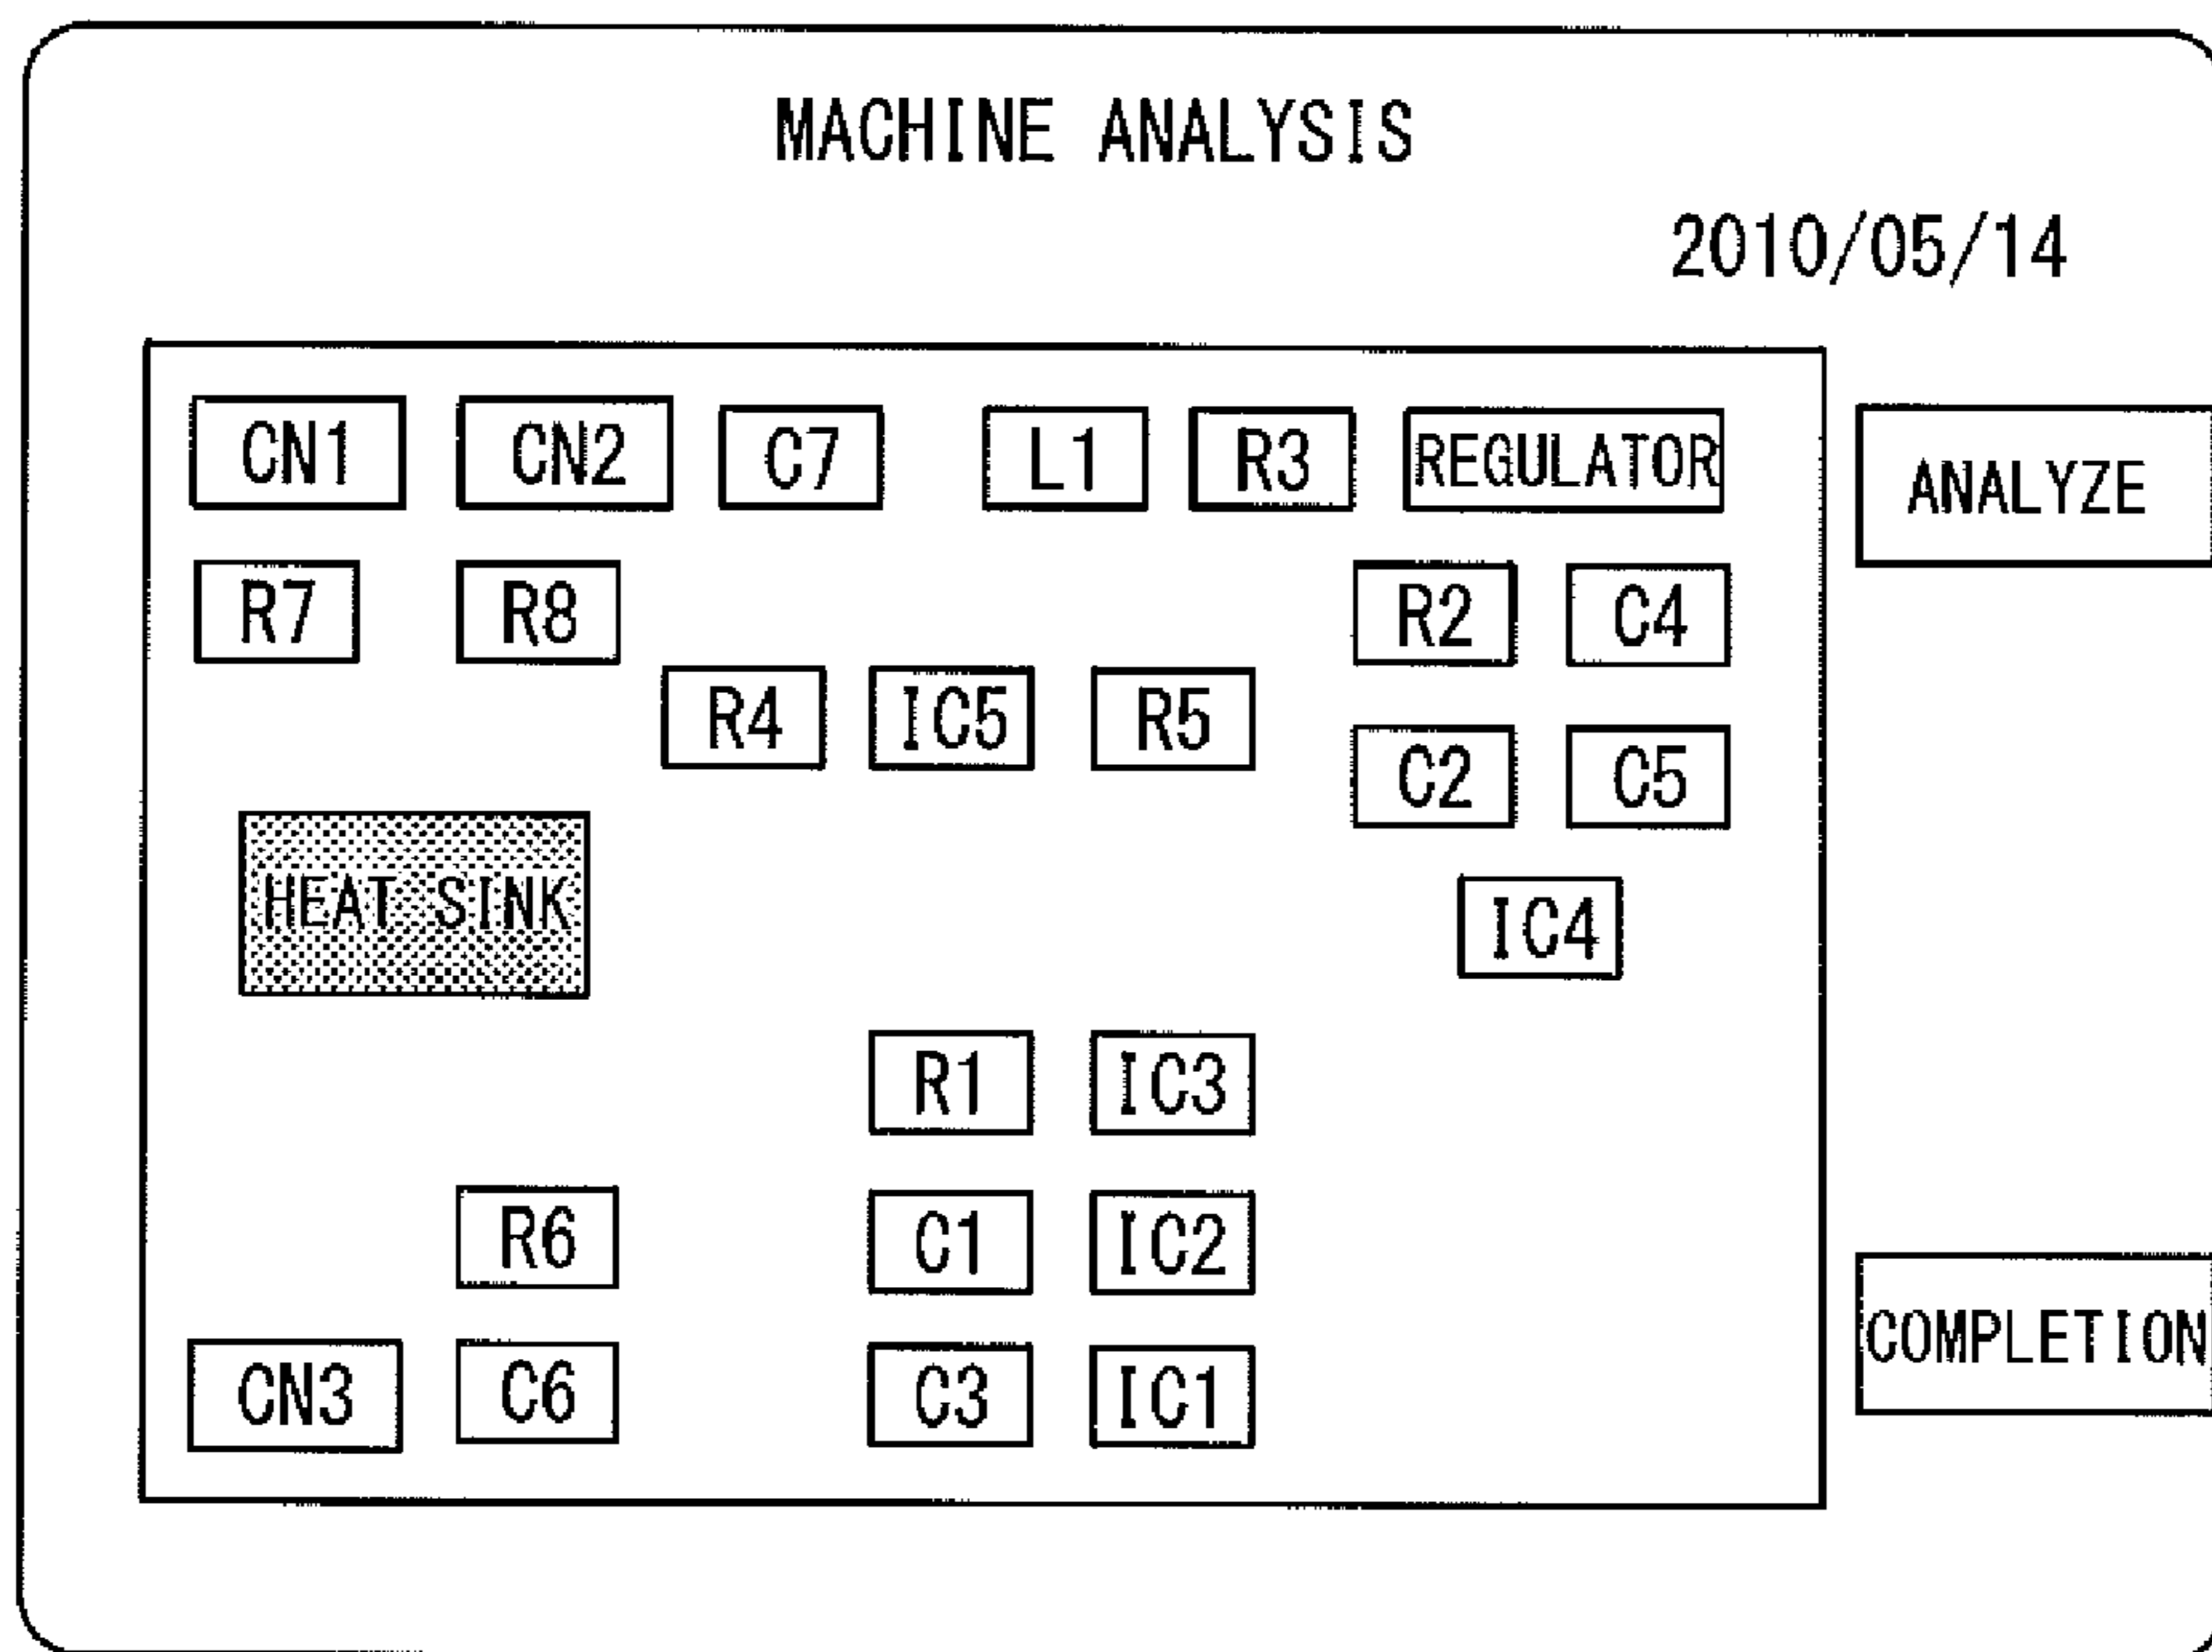 MACHINE ANALYSIS
2010/05/14
CN1 CN2 C7 L1 R3 REGULATOR
ANALYZE
R7 R8 R2 C4
R4 IC5 R5
C2 C5
HEAT SINK
IC4
R1 IC3
R6 C1 IC2
COMPLETION
CN3 C6 C3 IC1